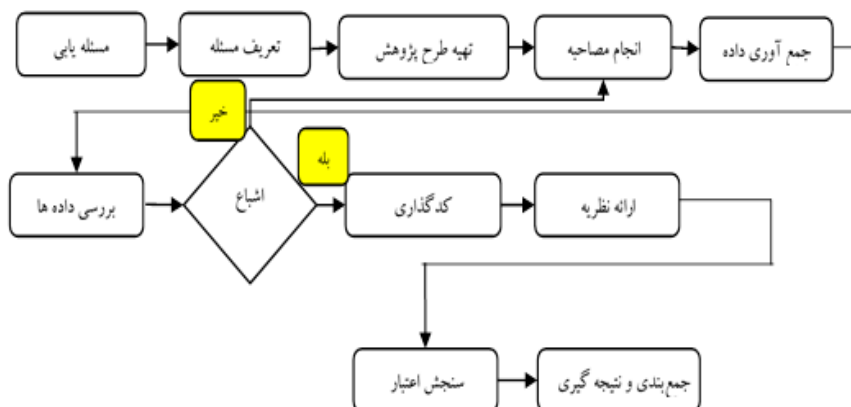 مسئله یابی
تعریف مسئله
تهیه طرح پژوهش
انجام مصاحبه
جمع آوری داده
خیر
بله
بررسی داده ها
اشباع
کدگذاری
ارائه نظریه
سنجش اعتبار
جمع‌بندی و نتیجه گیری